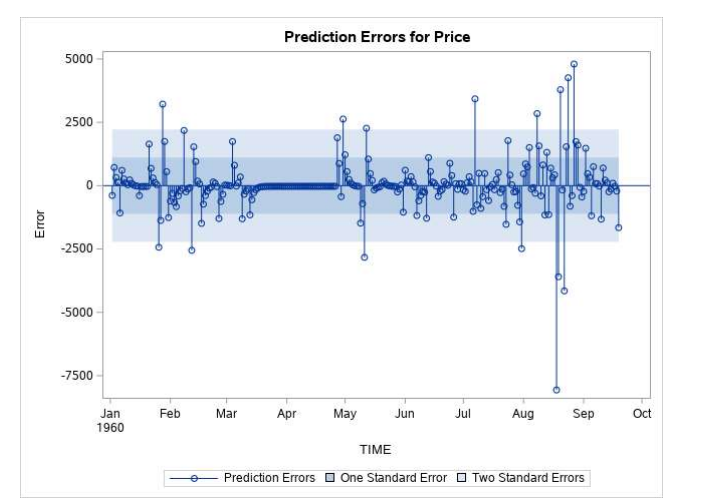 Prediction Errors for Price
5000
2500
0
-2500
-5000
-7500
Error
Jan Feb Mar Apr May Jun Jul Aug Sep Oct
1960
TIME
Prediction Errors One Standard Error Two Standard Errors